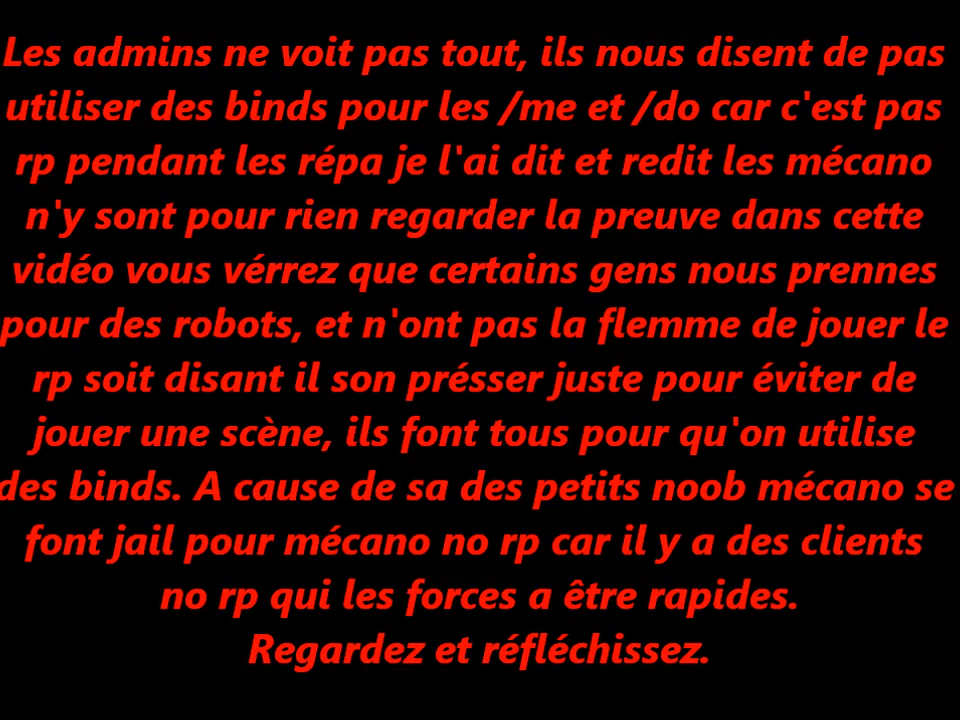 Les admins ne voit pas tout, ils nous disent de pas
utiliser des binds pour les /me et /do car c'est pas
rp pendant les répa je l'ai dit et redit les mécano
n'y sont pour rien regarder la preuve dans cette
vidéo vous vérrez que certains gens nous prennes
pour des robots, et n'ont pas la flemme de jouer le
rp soit disant il son présser juste pour éviter de
jouer une scène, ils font tous pour qu'on utilise
des binds. A cause de sa des petits noob mécano se
font jail pour mécano no rp car il y a des clients
no rp qui les forces a être rapides.
Regardez et réfléchissez.